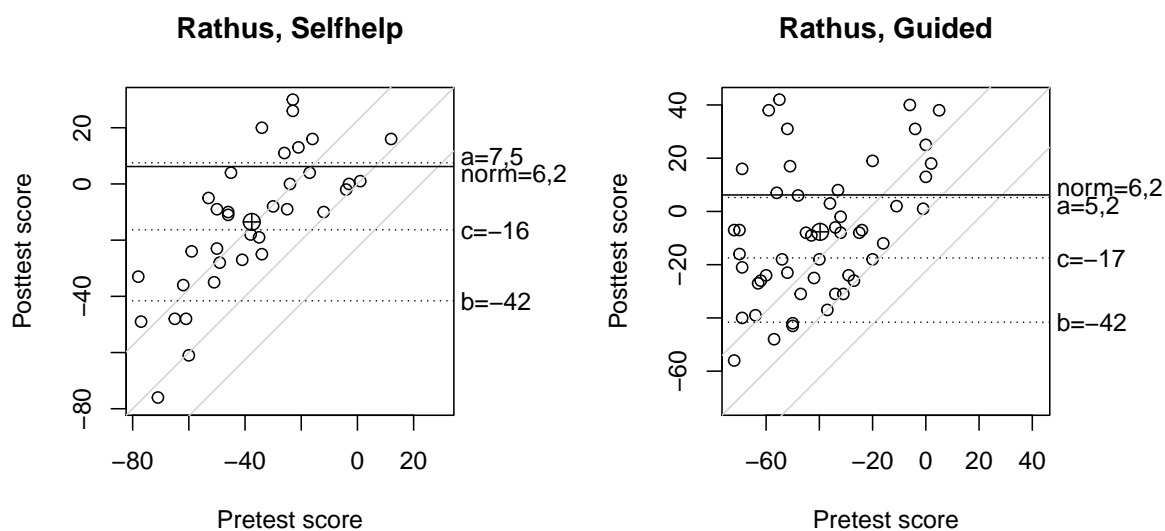 Rathus, Selfhelp
Posttest score
20
0
−40
−80
a=7,5
norm=6,2
c=−16
b=−42
−80
−40
0
20
Pretest score
Rathus, Guided
Posttest score
40
20
0
−20
−60
norm=6,2
a=5,2
c=−17
b=−42
−60
−20
0
20
40
Pretest score